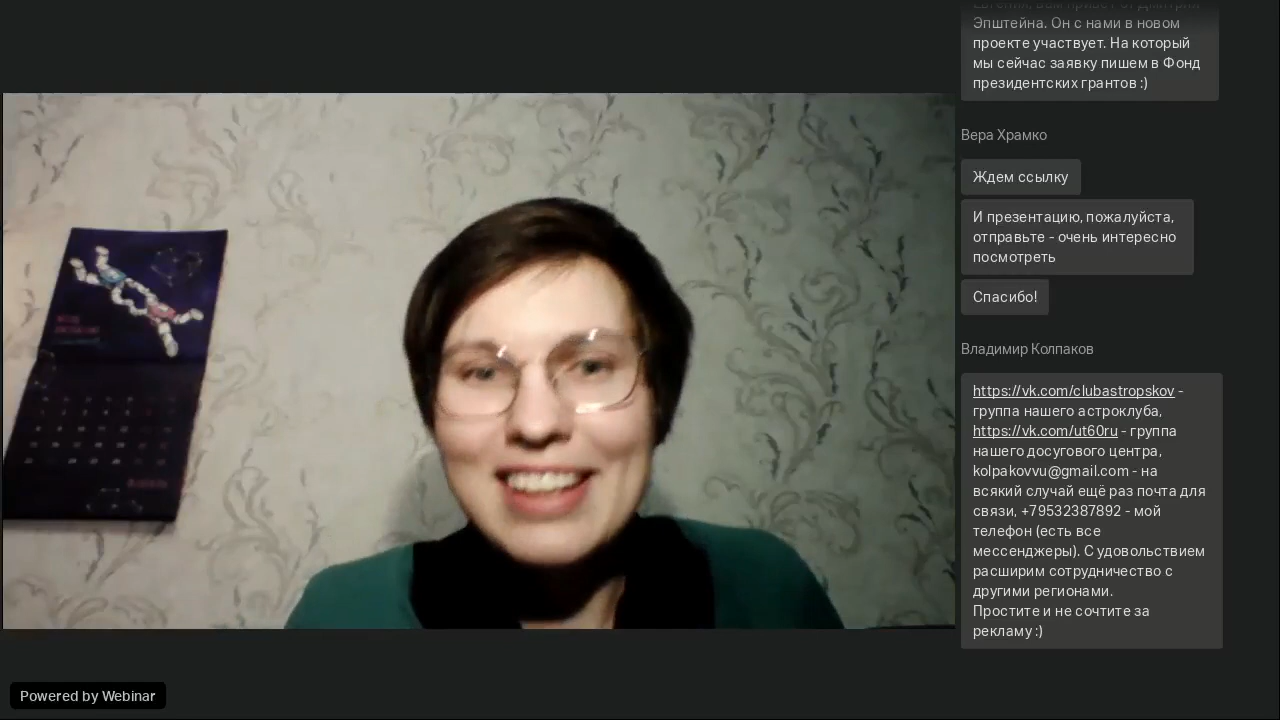 Эпштейна. Он с нами в новом
проекте участвует. На который
мы сейчас заявку пишем в Фонд
президентских грантов :)
Вера Храмко
Ждем ссылку
И презентацию, пожалуйста,
отправьте - очень интересно
посмотреть
Спасибо!
Владимир Колпаков
https://vk.com/clubastropskov -
группа нашего астроклуба,
https://vk.com/ut60ru - группа
нашего досугового центра,
kolpakovvu@gmail.com - на
всякий случай ещё раз почта для
связи, +79532387892 - мой
телефон (есть все
мессенджеры). С удовольствием
расширим сотрудничество с
другими регионами.
Простите и не сочтите за
рекламу :)
Powered by Webinar